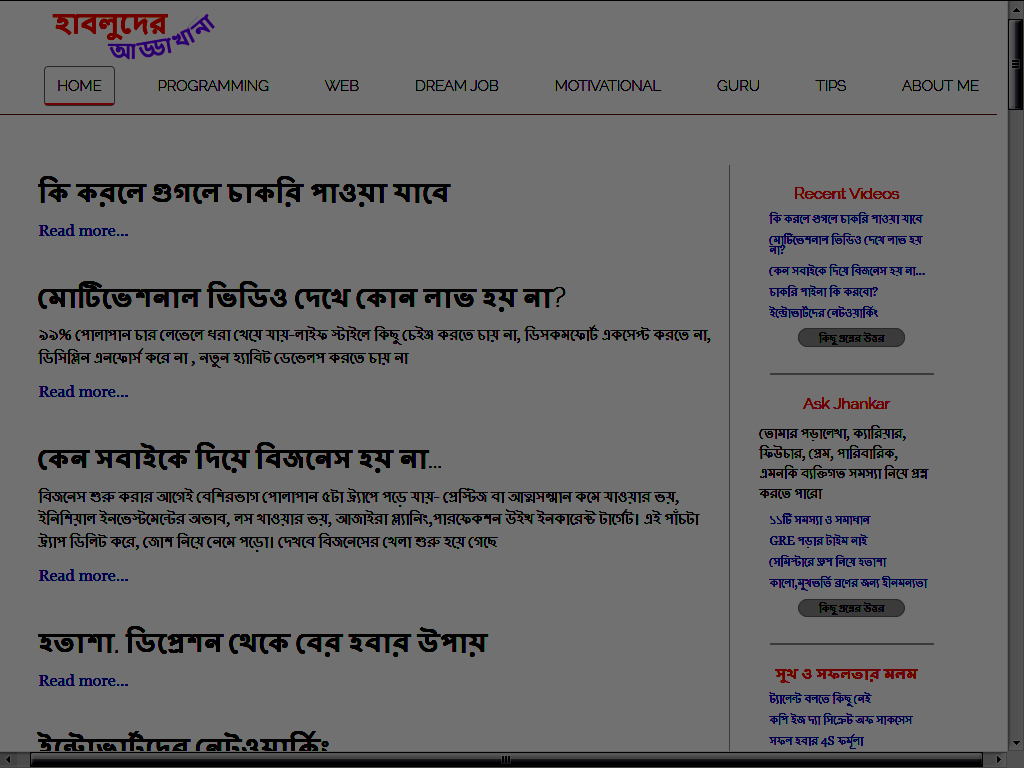 হাবলুদের
আড্ডাখানা
HOME PROGRAMMING WEB DREAM JOB MOTIVATIONAL GURU TIPS ABOUT ME
কি করলে গুগলে চাকরি পাওয়া যাবে
Read more...
মোটিভেশনাল ভিডিও দেখে কোন লাভ হয় না?
৯৯% পোলাপান চার লেভেলে ধরা খেয়ে যায়-লাইফ স্টাইলে কিছু চেইঞ্জ করতে চায় না, ডিসকমফোর্ট একসেপ্ট করতে না,
ডিসিপ্লিন এনফোর্স করে না , নতুন হ্যাবিট ডেভেলপ করতে চায় না
Read more...
কেন সবাইকে দিয়ে বিজনেস হয় না...
বিজনেস শুরু করার আগেই বেশিরভাগ পোলাপান ৫টা ট্র্যাপে পড়ে যায়- প্রেস্টিজ বা আত্মসম্মান কমে যাওয়ার ভয়,
ইনিশিয়াল ইনভেস্টমেন্টের অভাব, লস খাওয়ার ভয়, আজাইরা প্ল্যানিং,পারফেকশন উইথ ইনকারেক্ট টার্গেট। এই পাঁচটা
ট্র্যাপ ডিলিট করে, জোশ নিয়ে নেমে পড়ো। দেখবে বিজনেসের খেলা শুরু হয়ে গেছে
Read more...
হতাশা. ডিপ্রেশন থেকে বের হবার উপায়
Read more...
ইন্ট্রোভার্টদের নেটওয়ার্কিং
Recent Videos
কি করলে গুগলে চাকরি পাওয়া যাবে
মোটিভেশনাল ভিডিও দেখে লাভ হয়
না?
কেন সবাইকে দিয়ে বিজনেস হয় না...
চাকরি পাইনা কি করবো?
ইন্ট্রোভার্টদের নেটওয়ার্কিং
কিছু প্রশ্নের উত্তর
Ask Jhankar
তোমার পড়ালেখা, ক্যারিয়ার,
ফিউচার, প্রেম, পারিবারিক,
এমনকি ব্যক্তিগত সমস্যা নিয়ে প্রশ্ন
করতে পারো
১১টি সমস্যা ও সমাধান
GRE পড়ার টাইম নাই
সেমিস্টারে ড্রপ নিয়ে হতাশা
কালো,মুখভর্তি ব্রণের জন্য হীনমন্যতা
কিছু প্রশ্নের উত্তর
সুখ ও সফলতার মলম
ট্যালেন্ট বলতে কিছু নেই
কপি ইজ দ্যা সিক্রেট অফ সাকসেস
সফল হবার 4S ফর্মুলা